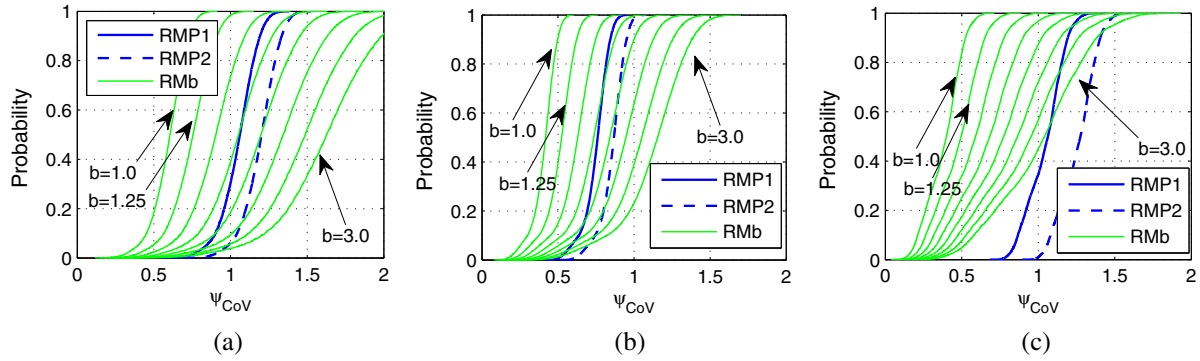 1
0.8
0.6
0.4
0.2
0
Probability
RMP1
RMP2
RMb
b=1.0
b=1.25
b=3.0
0 0.5 1 1.5 2
ΨCoV
(a)
1
0.8
0.6
0.4
0.2
0
Probability
b=1.0
b=1.25
b=3.0
RMP1
RMP2
RMb
0 0.5 1 1.5 2
ΨCoV
(b)
1
0.8
0.6
0.4
0.2
0
Probability
b=1.0
b=1.25
b=3.0
RMP1
RMP2
RMb
0 0.5 1 1.5 2
ΨCoV
(c)